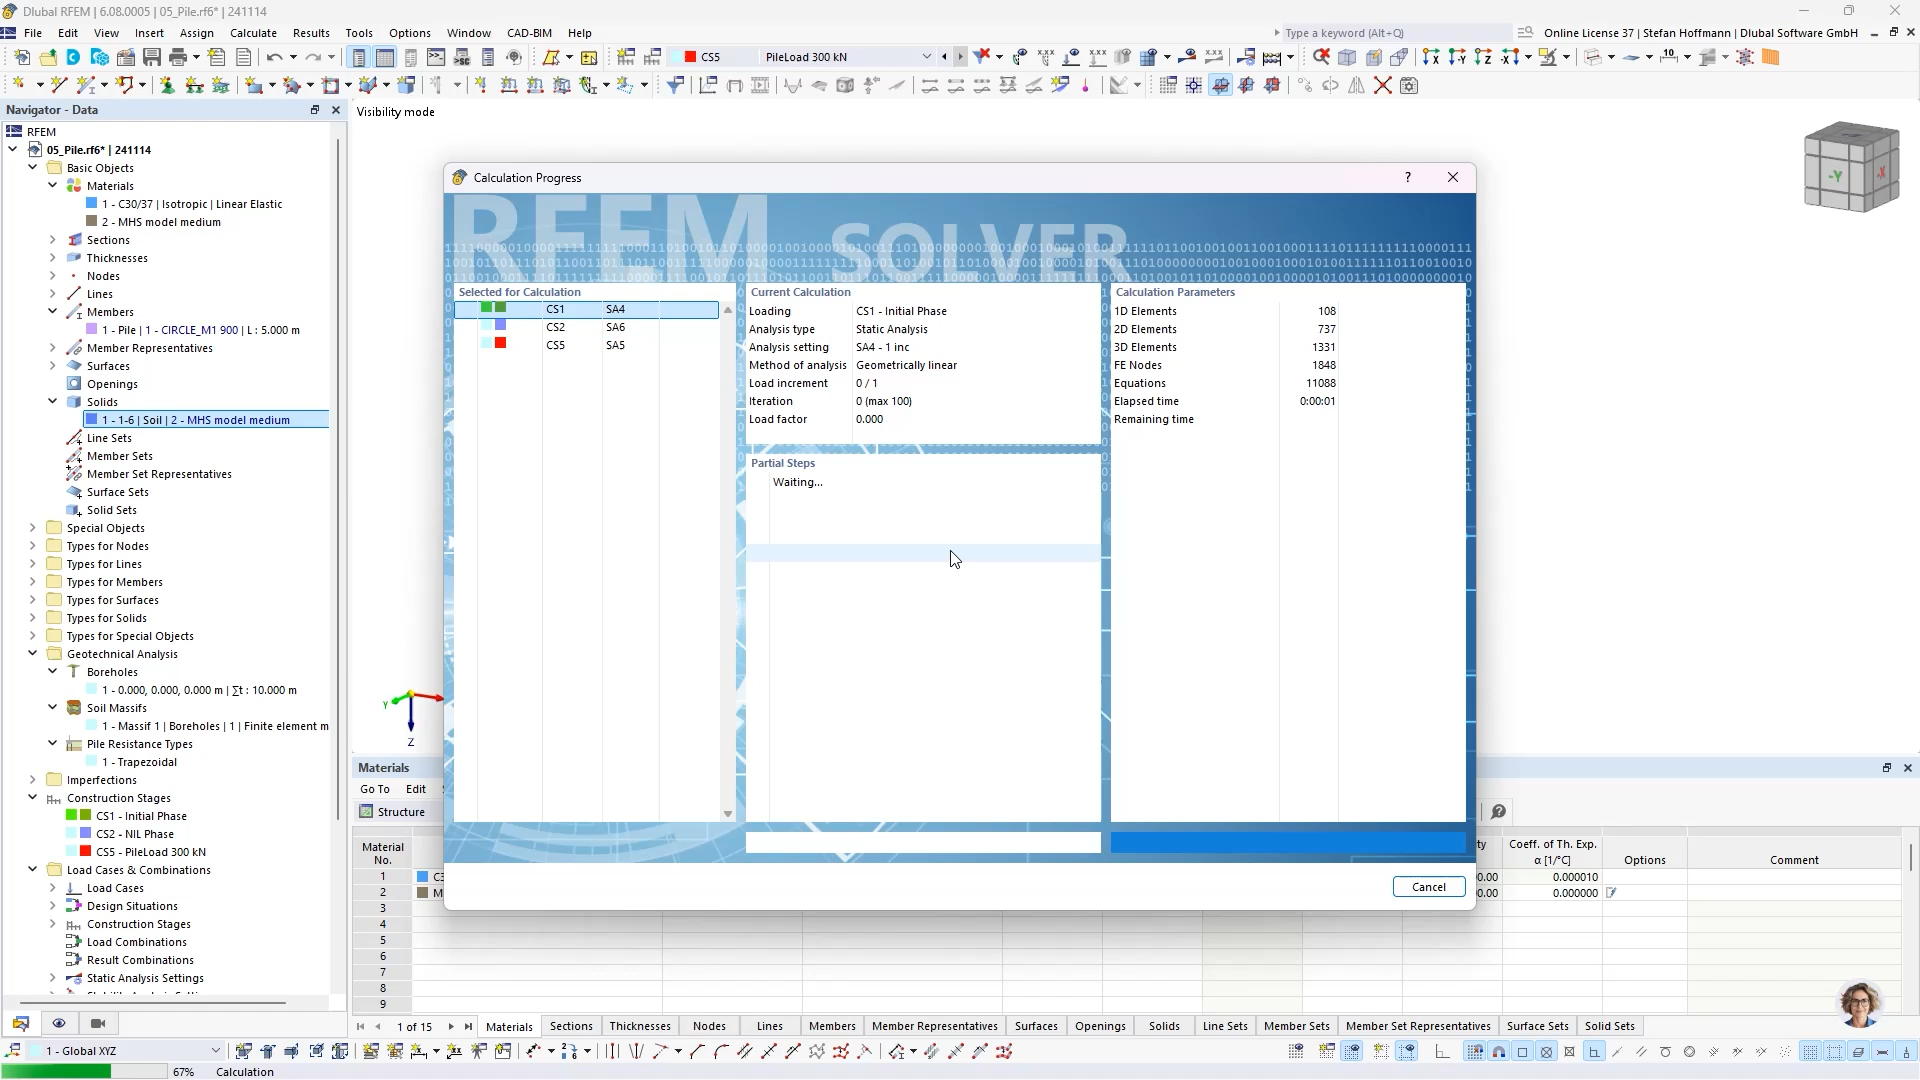 Dlubal RFEM | 6.08.0005 | 05_Pile.rf6* | 241114
File Edit View Insert Assign Calculate Results Tools Options Window CAD-BIM Help
Type a keyword (Alt+Q)
Online License 37 | Stefan Hoffmann | Dlubal Software GmbH
CS5 PileLoad 300 kN
Navigator - Data
Visibility mode
RFEM
05_Pile.rf6* | 241114
Basic Objects
Materials
1 - C30/37 | Isotropic | Linear Elastic
2 - MHS model medium
Sections
Thicknesses
Nodes
Lines
Members
1 - Pile | 1 - CIRCLE_M1 900 | L : 5.000 m
Member Representatives
Surfaces
Openings
Solids
1 - 1-6 | Soil | 2 - MHS model medium
Line Sets
Member Sets
Member Set Representatives
Surface Sets
Solid Sets
Special Objects
Types for Nodes
Types for Lines
Types for Members
Types for Surfaces
Types for Solids
Types for Special Objects
Geotechnical Analysis
Boreholes
1 - 0.000, 0.000, 0.000 m | ∑t : 10.000 m
Soil Massifs
1 - Massif 1 | Boreholes | 1 | Finite element m
Pile Resistance Types
1 - Trapezoidal
Imperfections
Construction Stages
CS1 - Initial Phase
CS2 - NIL Phase
CS5 - PileLoad 300 kN
Load Cases & Combinations
Load Cases
Design Situations
Construction Stages
Load Combinations
Result Combinations
Static Analysis Settings
Calculation Progress
RFEM SOLVER
Selected for Calculation
CS1 SA4
CS2 SA6
CS5 SA5
Current Calculation
Loading CS1 - Initial Phase
Analysis type Static Analysis
Analysis setting SA4 - 1 inc
Method of analysis Geometrically linear
Load increment 0 / 1
Iteration 0 (max 100)
Load factor 0.000
Partial Steps
Waiting...
Calculation Parameters
1D Elements 108
2D Elements 737
3D Elements 1331
FE Nodes 1848
Equations 11088
Elapsed time 0:00:01
Remaining time
Cancel
-Y -X
Y
Z
Materials
Go To Edit
Structure
Material
No.
Coeff. of Th. Exp.
α [1/°C] Options Comment
1 0.000010
2 0.000000
3
4
5
6
7
8
9
1 of 15 Materials Sections Thicknesses Nodes Lines Members Member Representatives Surfaces Openings Solids Line Sets Member Sets Member Set Representatives Surface Sets Solid Sets
1 - Global XYZ
67% Calculation